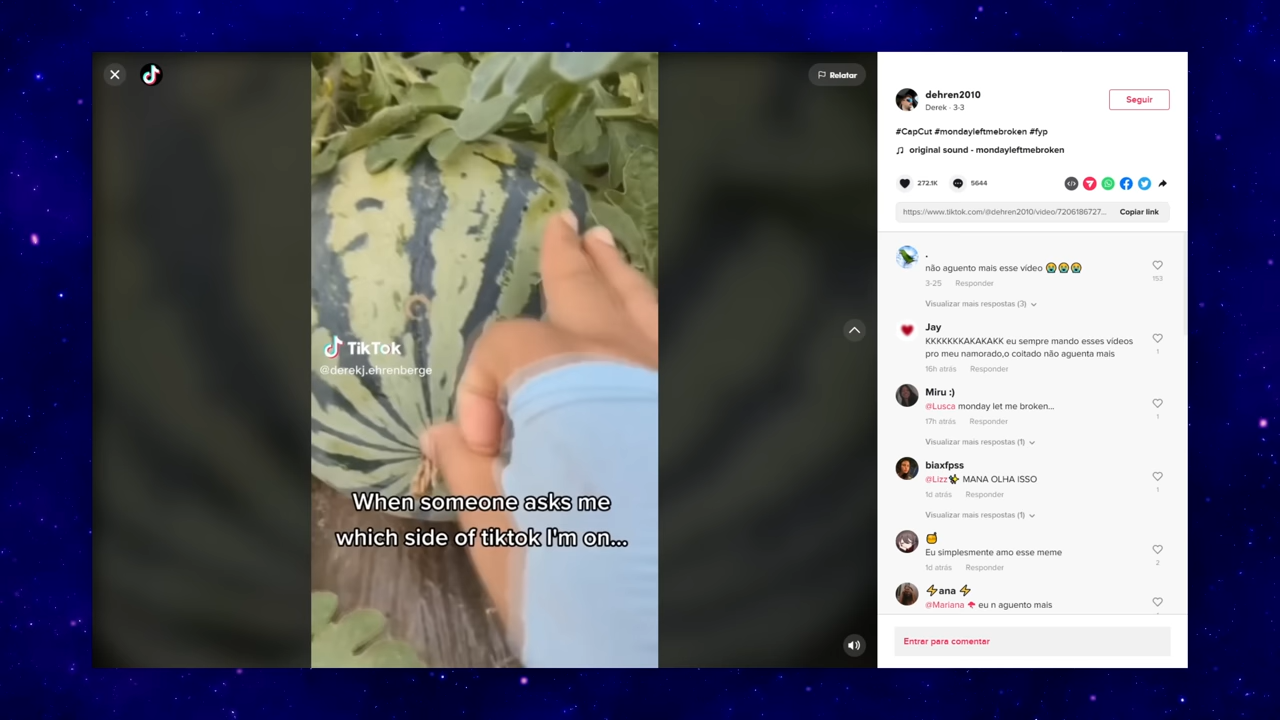 Relatar
TikTok
@derekj.ehrenberge
When someone asks me
which side of tiktok I'm on...
dehren2010
Derek · 3-3
Seguir
#CapCut #mondayleftmebroken #fyp
original sound - mondayleftmebroken
272.1K
5644
https://www.tiktok.com/@dehren2010/video/7206186727...
Copiar link
.
não aguento mais esse vídeo 😭😭😭
3-25 Responder
153
Visualizar mais respostas (3)
Jay
KKKKKKKAKAKAKK eu sempre mando esses vídeos
pro meu namorado,o coitado não aguenta mais
1
16h atrás Responder
Miru :)
@Lusca monday let me broken...
1
17h atrás Responder
Visualizar mais respostas (1)
biaxfpss
@Lizz MANA OLHA ISSO
1
1d atrás Responder
Visualizar mais respostas (1)
Eu simplesmente amo esse meme
2
1d atrás Responder
⚡ana ⚡
@Mariana eu n aguento mais
Entrar para comentar